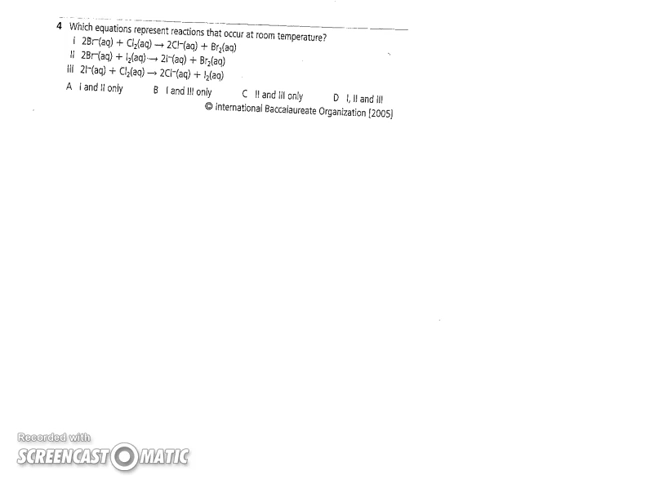 4 Which equations represent reactions that occur at room temperature?
I 2Br⁻(aq) + Cl₂(aq) → 2Cl⁻(aq) + Br₂(aq)
II 2Br⁻(aq) + I₂(aq) → 2I⁻(aq) + Br₂(aq)
III 2I⁻(aq) + Cl₂(aq) → 2Cl⁻(aq) + I₂(aq)
A I and II only B I and III only C II and III only D I, II and III
© International Baccalaureate Organization [2005]
Recorded with
SCREENCAST-O-MATIC